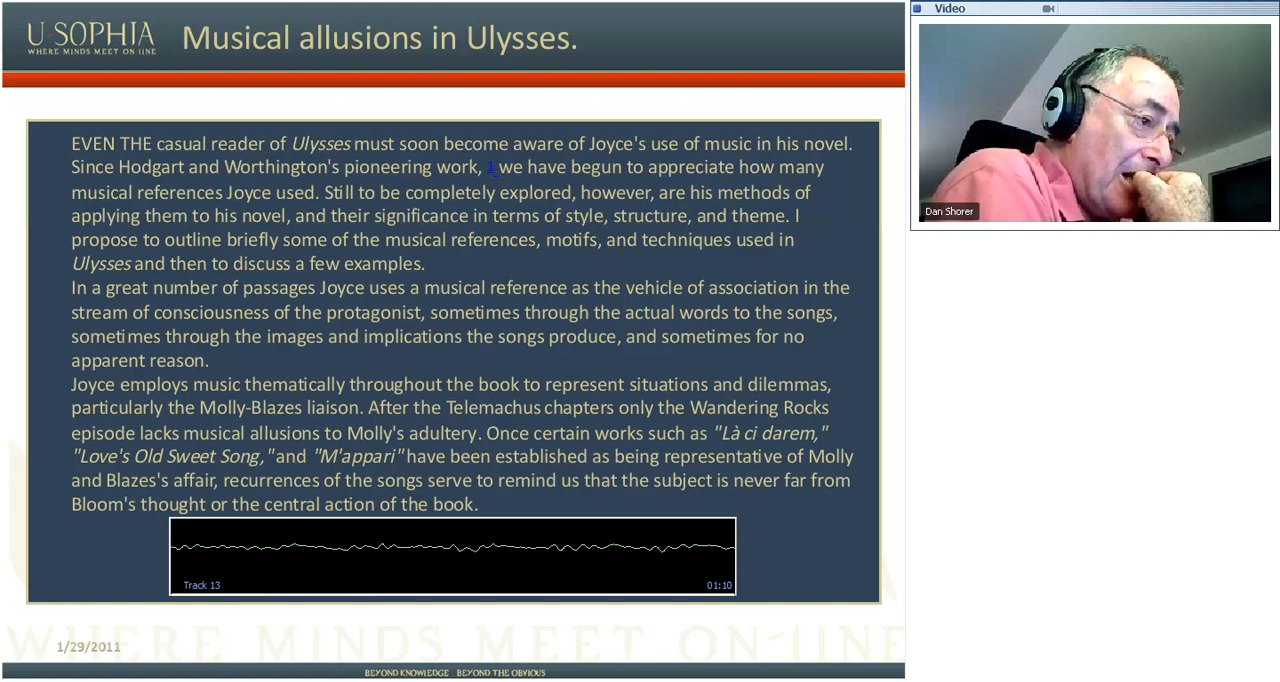 U·SOPHIA
WHERE MINDS MEET ON-LINE
Musical allusions in Ulysses.
EVEN THE casual reader of Ulysses must soon become aware of Joyce's use of music in his novel.
Since Hodgart and Worthington's pioneering work, 1 we have begun to appreciate how many
musical references Joyce used. Still to be completely explored, however, are his methods of
applying them to his novel, and their significance in terms of style, structure, and theme. I
propose to outline briefly some of the musical references, motifs, and techniques used in
Ulysses and then to discuss a few examples.
In a great number of passages Joyce uses a musical reference as the vehicle of association in the
stream of consciousness of the protagonist, sometimes through the actual words to the songs,
sometimes through the images and implications the songs produce, and sometimes for no
apparent reason.
Joyce employs music thematically throughout the book to represent situations and dilemmas,
particularly the Molly-Blazes liaison. After the Telemachus chapters only the Wandering Rocks
episode lacks musical allusions to Molly's adultery. Once certain works such as "Là ci darem,"
"Love's Old Sweet Song," and "M'appari" have been established as being representative of Molly
and Blazes's affair, recurrences of the songs serve to remind us that the subject is never far from
Bloom's thought or the central action of the book.
Track 13
01:10
WHERE MINDS MEET ON-LINE
1/29/2011
BEYOND KNOWLEDGE BEYOND THE OBVIOUS
Video
Dan Shorer